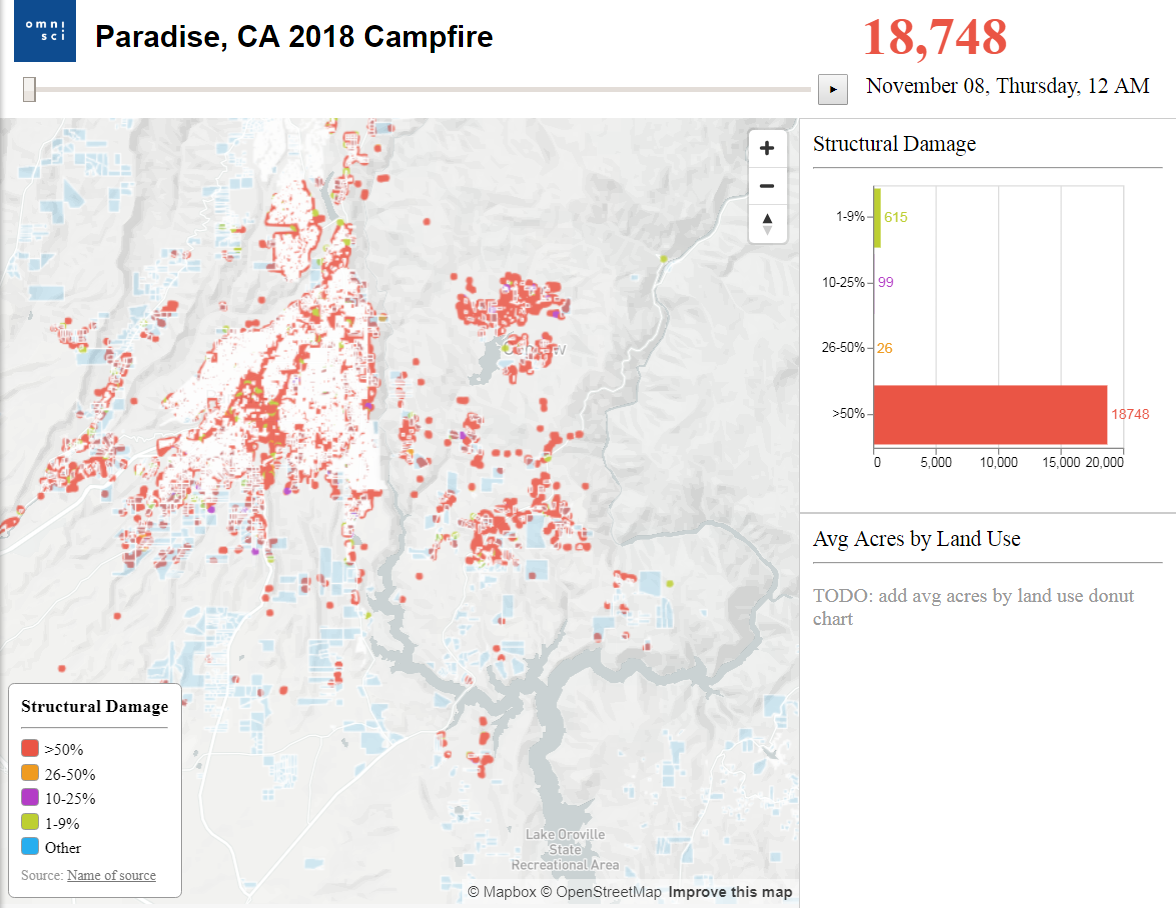 omni
sci
Paradise, CA 2018 Campfire
18,748
November 08, Thursday, 12 AM
Structural Damage
1-9%
615
10-25%
99
26-50%
26
>50%
18748
0
5,000
10,000
15,000
20,000
Avg Acres by Land Use
TODO: add avg acres by land use donut
chart
Structural Damage
>50%
26-50%
10-25%
1-9%
Other
Source: Name of source
Lake Oroville
State
Recreational Area
© Mapbox © OpenStreetMap Improve this map